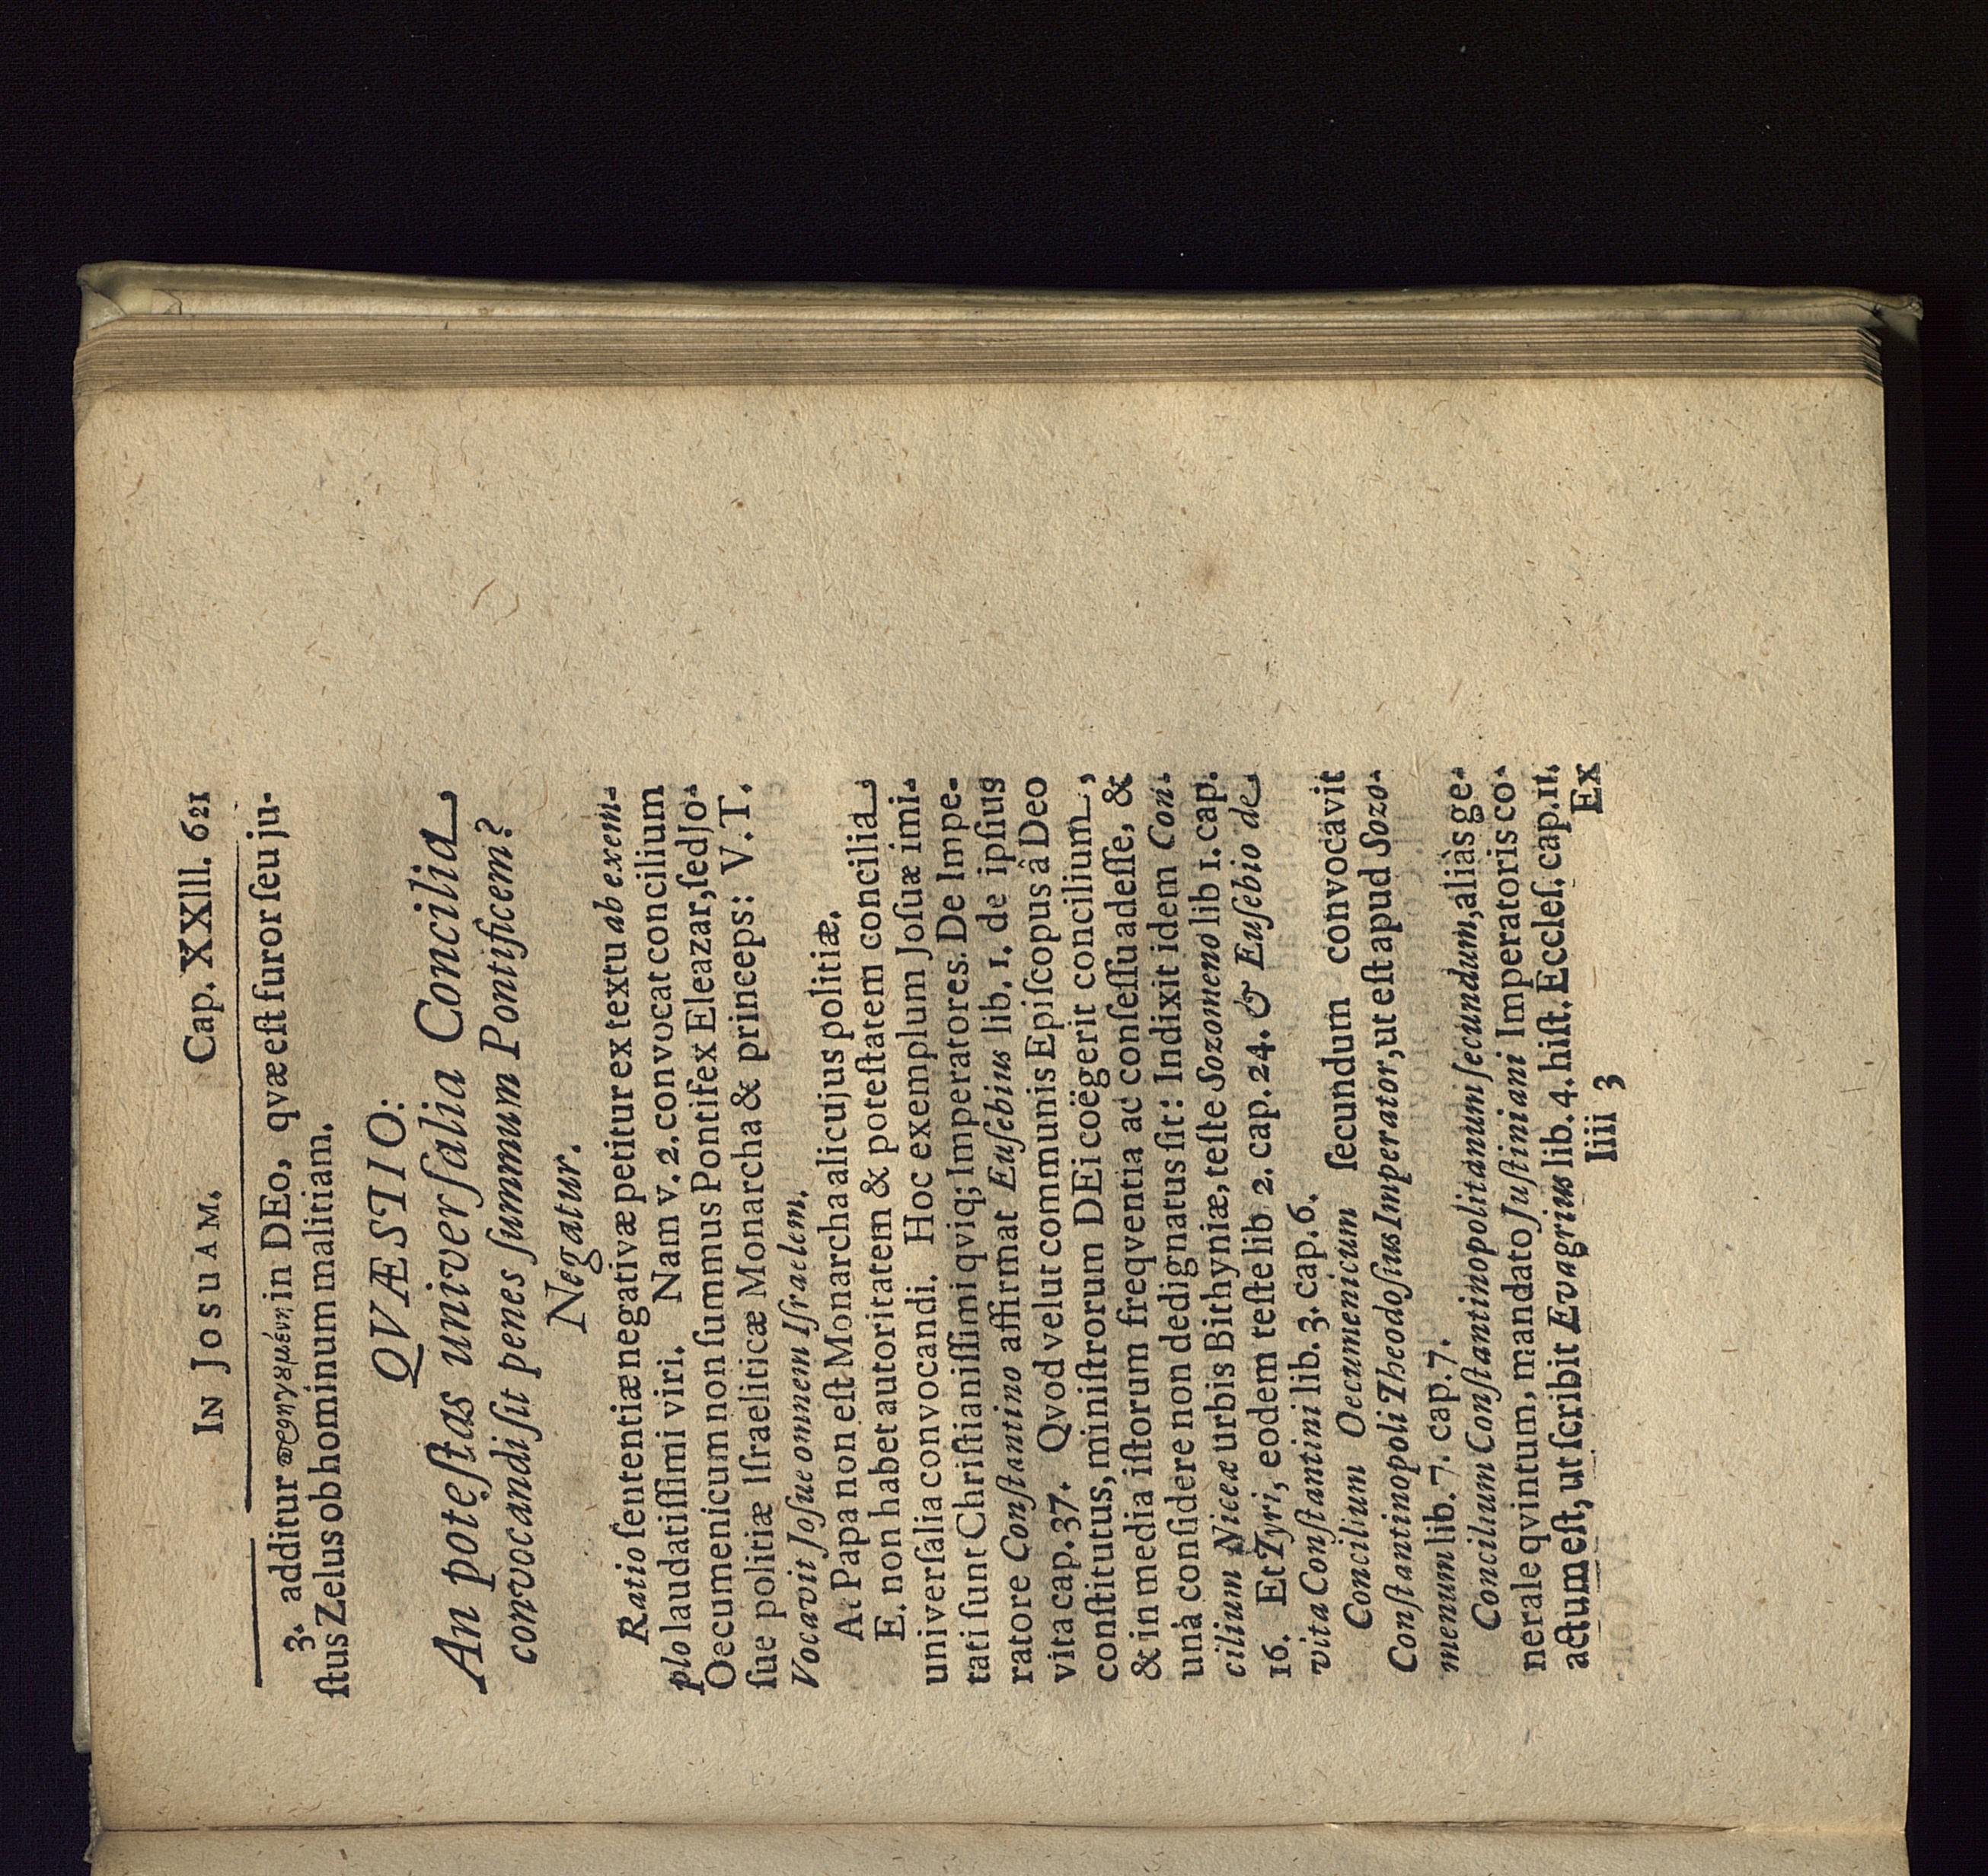 IN JOSUAM. Cap. XXIII. 621
3. additur in DEo, qvæ est furor seu ju-
stus Zelus ob hominum malitiam.
QVÆSTIO:
An potestas universalia Concilia
convocandi sit penes summum Pontificem?
Negatur.
Ratio sententiæ negativæ petitur ex textu ab exem-
plo laudatissimi viri. Nam v. 2. convocat concilium
Oecumenicum non summus Pontifex Eleazar, sed Jo-
sue politiæ Israeliticæ Monarcha & princeps: V.T.
Vocavit Josue omnem Israelem.
At Papa non est Monarcha alicujus politiæ.
E. non habet autoritatem & potestatem concilia
universalia convocandi. Hoc exemplum Josuæ imi-
tati sunt Christianissimi qviq; Imperatores. De Impe-
ratore Constantino affirmat Eusebius lib. 1. de ipsius
vita cap. 37. Qvod velut communis Episcopus â Deo
constitutus, ministrorum DEi coëgerit concilium,
& in media istorum freqventia ac consessu adesse, &
unà considere non dedignatus sit: Indixit idem Con-
cilium Niceæ urbis Bithyniæ, teste Sozomeno lib 1. cap.
16. Et Tyri, eodem teste lib 2. cap. 24. & Eusebio de
vita Constantini lib. 3. cap. 6.
Concilium Oecumenicum secundum convocavit
Constantinopoli Theodosius Imperator, ut est apud Sozo-
menum lib. 7. cap. 7.
Concilium Constantinopolitanum secundum, aliàs ge-
nerale qvintum, mandato Justiniani Imperatoris co-
actum est, ut scribit Evagrius lib. 4. hist. Eccles. cap. 11.
Iiii 3 Ex